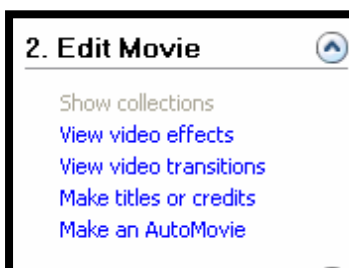 2. Edit Movie
Show collections
View video effects
View video transitions
Make titles or credits
Make an AutoMovie